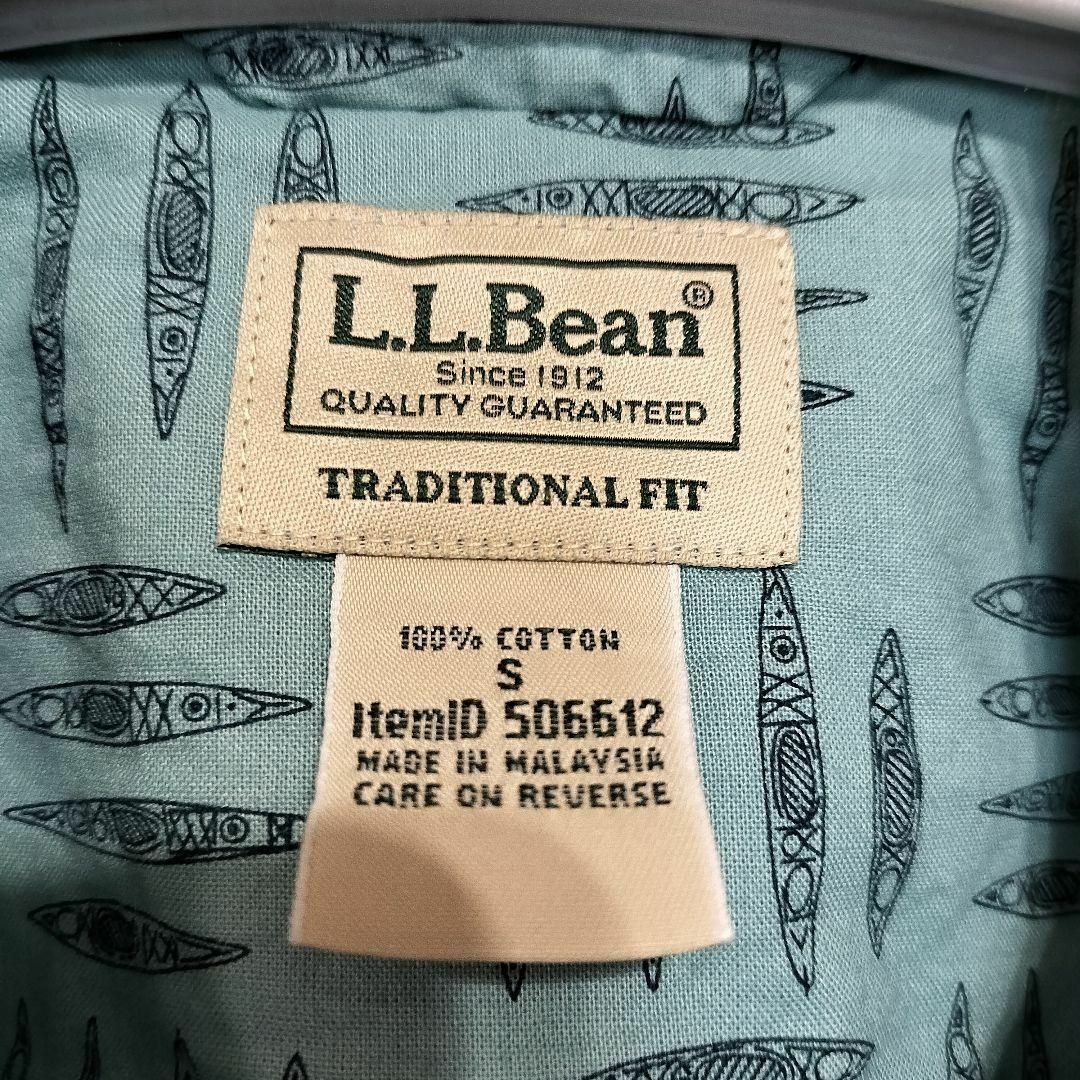 L.L.Bean®
Since 1912
QUALITY GUARANTEED
TRADITIONAL FIT
100% COTTON
S
ItemID 506612
MADE IN MALAYSIA
CARE ON REVERSE